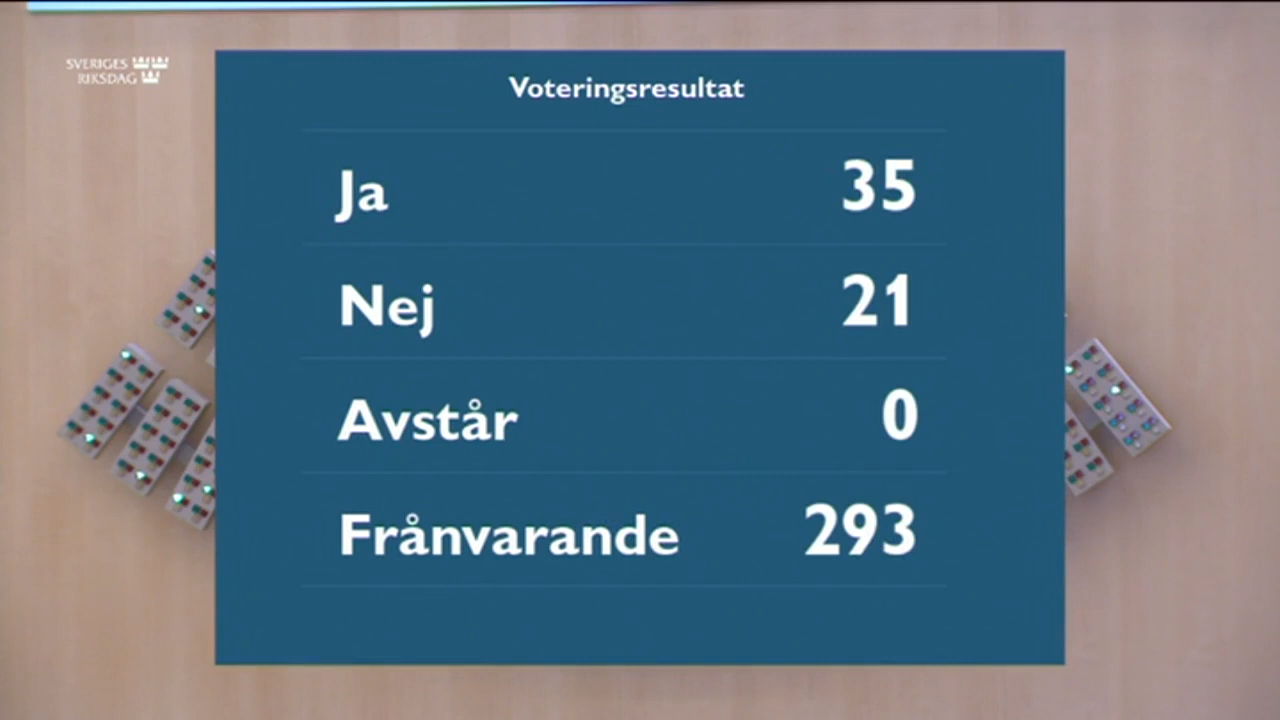 SVERIGES
RIKSDAG
Voteringsresultat
Ja 35
Nej 21
Avstår 0
Frånvarande 293